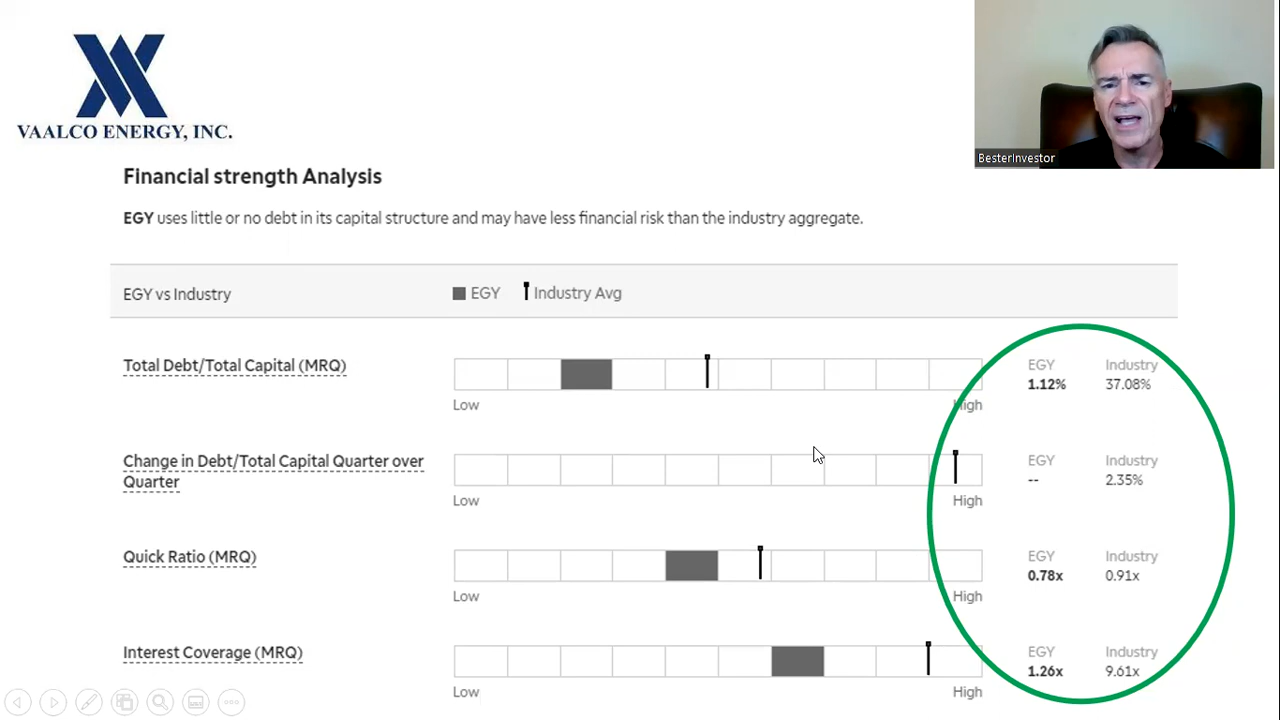 VAALCO ENERGY, INC.
BesterInvestor
Financial strength Analysis
EGY uses little or no debt in its capital structure and may have less financial risk than the industry aggregate.
EGY vs Industry
EGY
Industry Avg
Total Debt/Total Capital (MRQ)
Low
High
EGY
Industry
1.12%
37.08%
Change in Debt/Total Capital Quarter over
Quarter
Low
High
EGY
Industry
--
2.35%
Quick Ratio (MRQ)
Low
High
EGY
Industry
0.78x
0.91x
Interest Coverage (MRQ)
Low
High
EGY
Industry
1.26x
9.61x